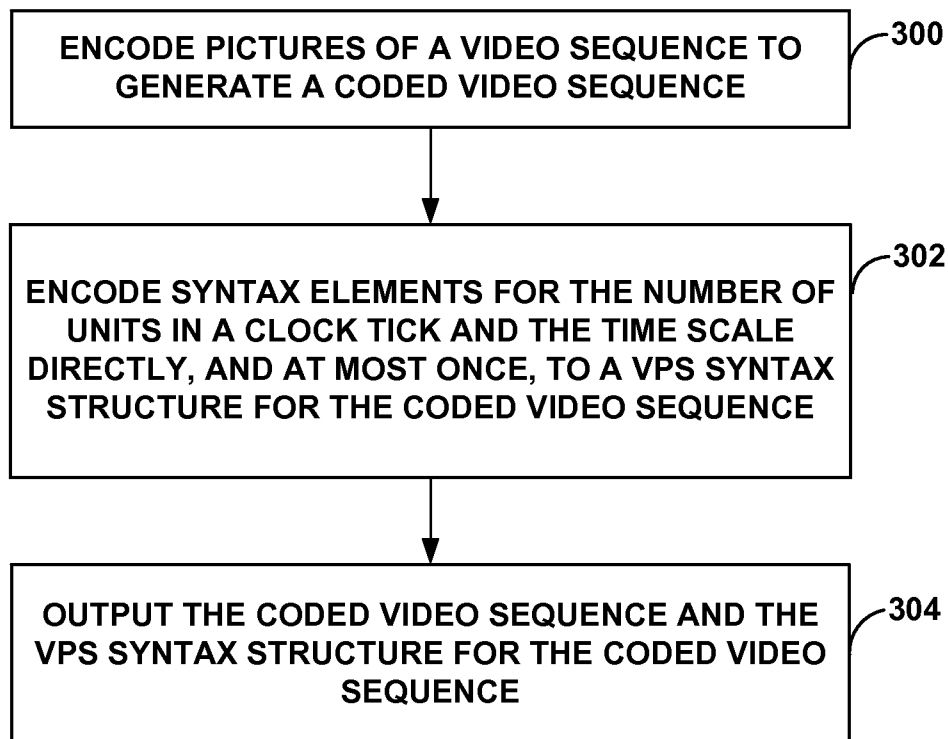 ENCODE PICTURES OF A VIDEO SEQUENCE TO
GENERATE A CODED VIDEO SEQUENCE
300
ENCODE SYNTAX ELEMENTS FOR THE NUMBER OF
UNITS IN A CLOCK TICK AND THE TIME SCALE
DIRECTLY, AND AT MOST ONCE, TO A VPS SYNTAX
STRUCTURE FOR THE CODED VIDEO SEQUENCE
302
OUTPUT THE CODED VIDEO SEQUENCE AND THE
VPS SYNTAX STRUCTURE FOR THE CODED VIDEO
SEQUENCE
304